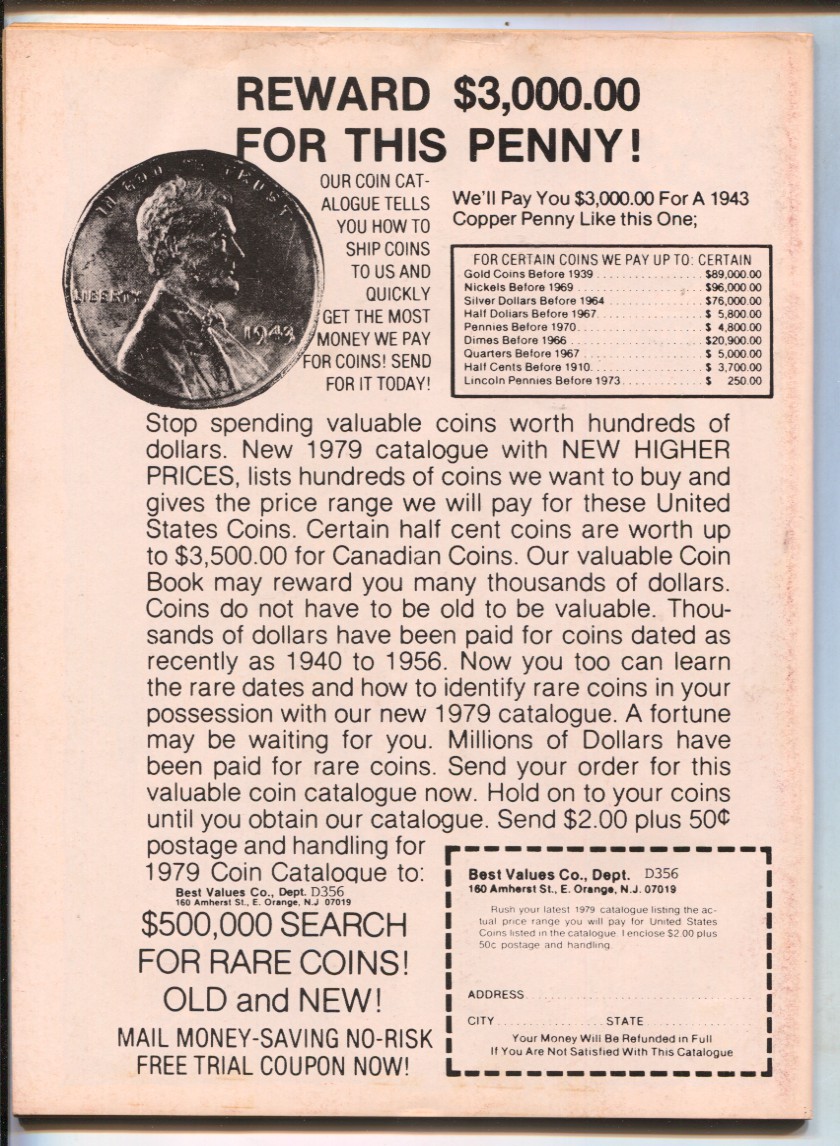 REWARD $3,000.00
FOR THIS PENNY!
IN GOD WE TRUST
LIBERTY
1943
OUR COIN CAT-
ALOGUE TELLS
YOU HOW TO
SHIP COINS
TO US AND
QUICKLY
GET THE MOST
MONEY WE PAY
FOR COINS! SEND
FOR IT TODAY!
We'll Pay You $3,000.00 For A 1943
Copper Penny Like this One;
FOR CERTAIN COINS WE PAY UP TO: CERTAIN
Gold Coins Before 1939 . . . . . . . . . . . . . . . . $89,000.00
Nickels Before 1969 . . . . . . . . . . . . . . . . $96,000.00
Silver Dollars Before 1964 . . . . . . . . . . . . . . . . $76,000.00
Half Dollars Before 1967 . . . . . . . . . . . . . . . . $ 5,800.00
Pennies Before 1970 . . . . . . . . . . . . . . . . $ 4,800.00
Dimes Before 1966 . . . . . . . . . . . . . . . . $20,900.00
Quarters Before 1967 . . . . . . . . . . . . . . . . $ 5,000.00
Half Cents Before 1910 . . . . . . . . . . . . . . . . $ 3,700.00
Lincoln Pennies Before 1973 . . . . . . . . . . . . . . . . $ 250.00
Stop spending valuable coins worth hundreds of
dollars. New 1979 catalogue with NEW HIGHER
PRICES, lists hundreds of coins we want to buy and
gives the price range we will pay for these United
States Coins. Certain half cent coins are worth up
to $3,500.00 for Canadian Coins. Our valuable Coin
Book may reward you many thousands of dollars.
Coins do not have to be old to be valuable. Thou-
sands of dollars have been paid for coins dated as
recently as 1940 to 1956. Now you too can learn
the rare dates and how to identify rare coins in your
possession with our new 1979 catalogue. A fortune
may be waiting for you. Millions of Dollars have
been paid for rare coins. Send your order for this
valuable coin catalogue now. Hold on to your coins
until you obtain our catalogue. Send $2.00 plus 50¢
postage and handling for
1979 Coin Catalogue to:
Best Values Co., Dept. D356
160 Amherst St., E. Orange, N.J 07019
$500,000 SEARCH
FOR RARE COINS!
OLD and NEW!
MAIL MONEY-SAVING NO-RISK
FREE TRIAL COUPON NOW!
Best Values Co., Dept. D356
160 Amherst St., E. Orange, N.J. 07019
Rush your latest 1979 catalogue listing the ac-
tual price range you will pay for United States
Coins listed in the catalogue. I enclose $2.00 plus
50c postage and handling.
ADDRESS
CITY STATE
Your Money Will Be Refunded in Full
If You Are Not Satisfied With This Catalogue